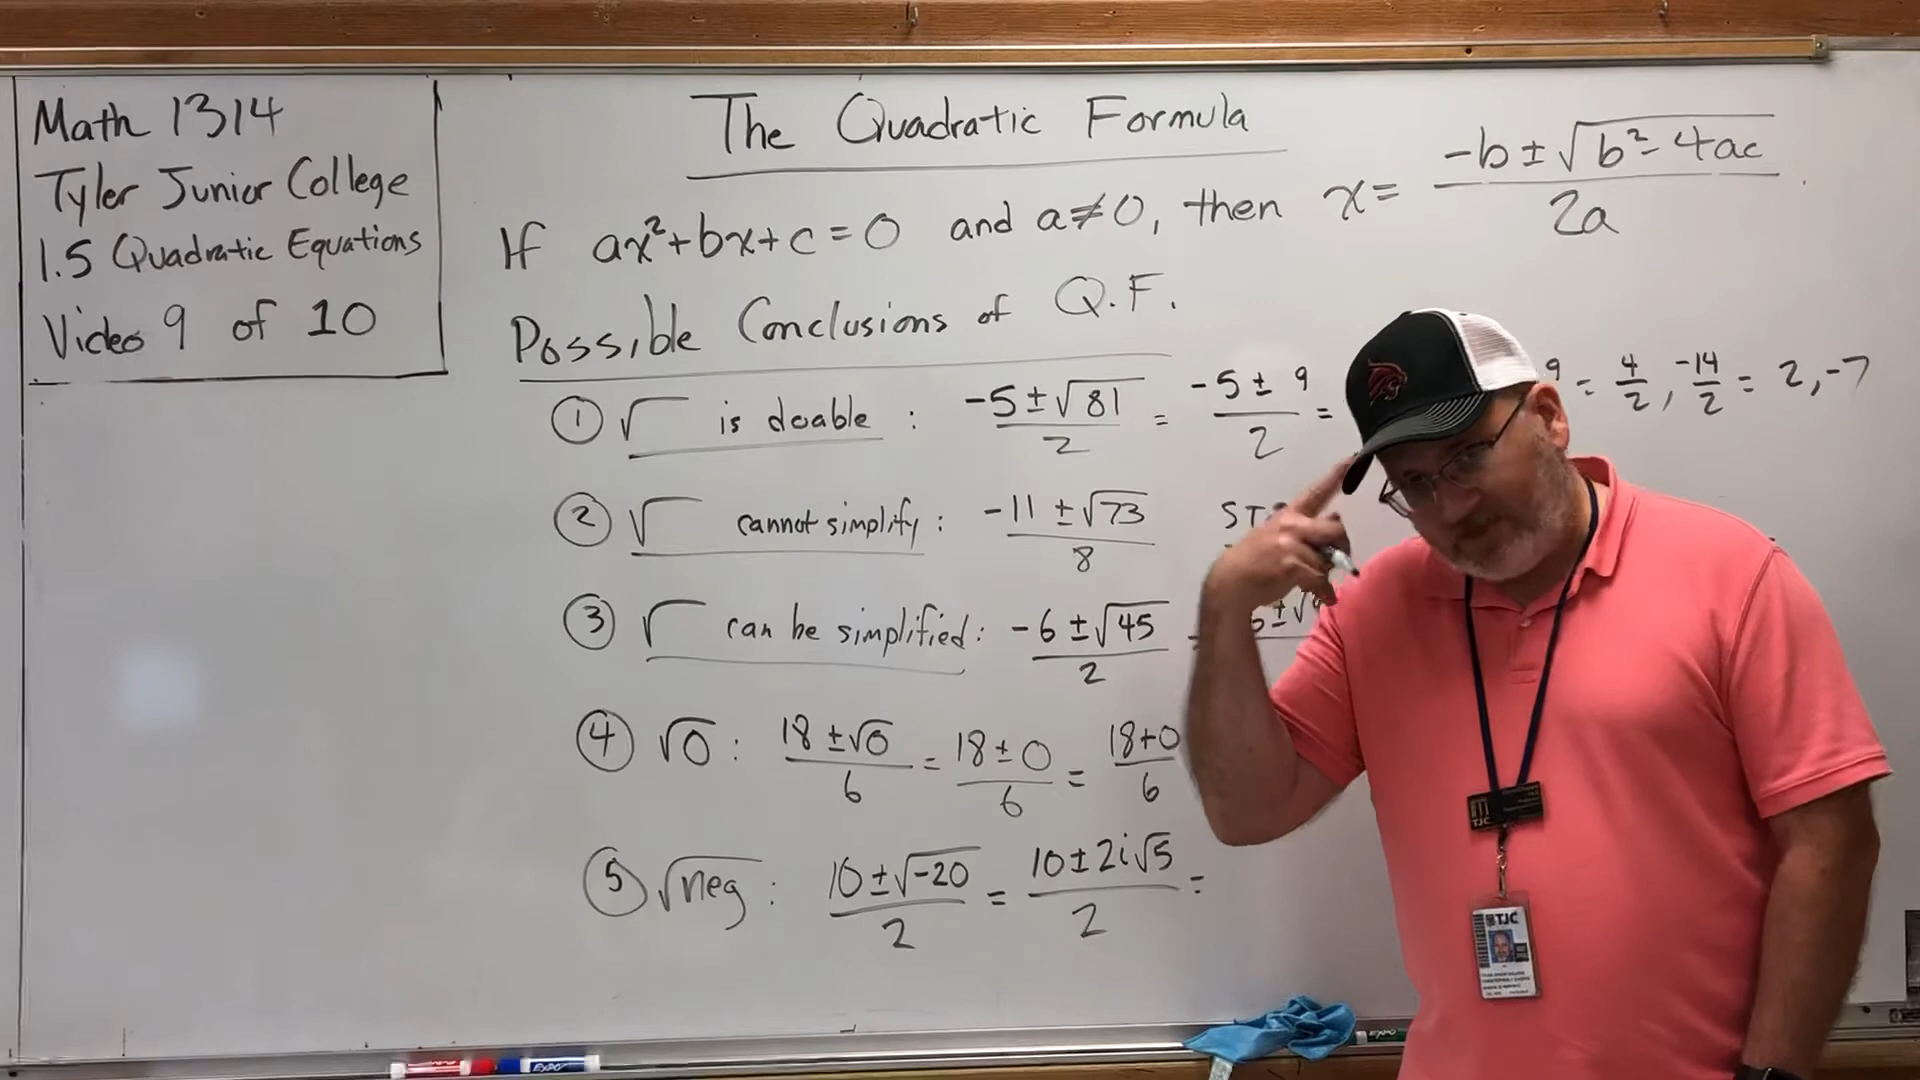 Math 1314
Tyler Junior College
1.5 Quadratic Equations
Video 9 of 10
The Quadratic Formula
If ax²+bx+c=0 and a≠0, then x= (-b±√(b²-4ac))/(2a)
Possible Conclusions of Q.F.
① √ is doable : (-5±√81)/2 = (-5±9)/2 = 9 = 4/2, -14/2 = 2, -7
② √ cannot simplify : (-11±√73)/8
③ √ can be simplified : (-6±√45)/2
④ √0 : (18±√0)/6 = (18±0)/6 = (18+0)/6
⑤ √neg : (10±√-20)/2 = (10±2i√5)/2 =
TJC
TJC
EXPO